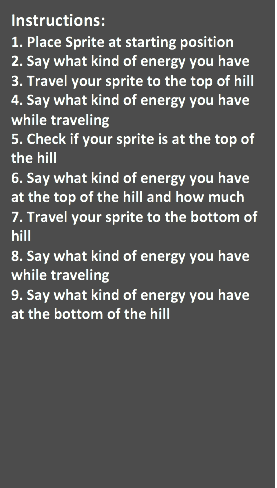 Instructions:
1. Place Sprite at starting position
2. Say what kind of energy you have
3. Travel your sprite to the top of hill
4. Say what kind of energy you have
while traveling
5. Check if your sprite is at the top of
the hill
6. Say what kind of energy you have
at the top of the hill and how much
7. Travel your sprite to the bottom of
hill
8. Say what kind of energy you have
while traveling
9. Say what kind of energy you have
at the bottom of the hill